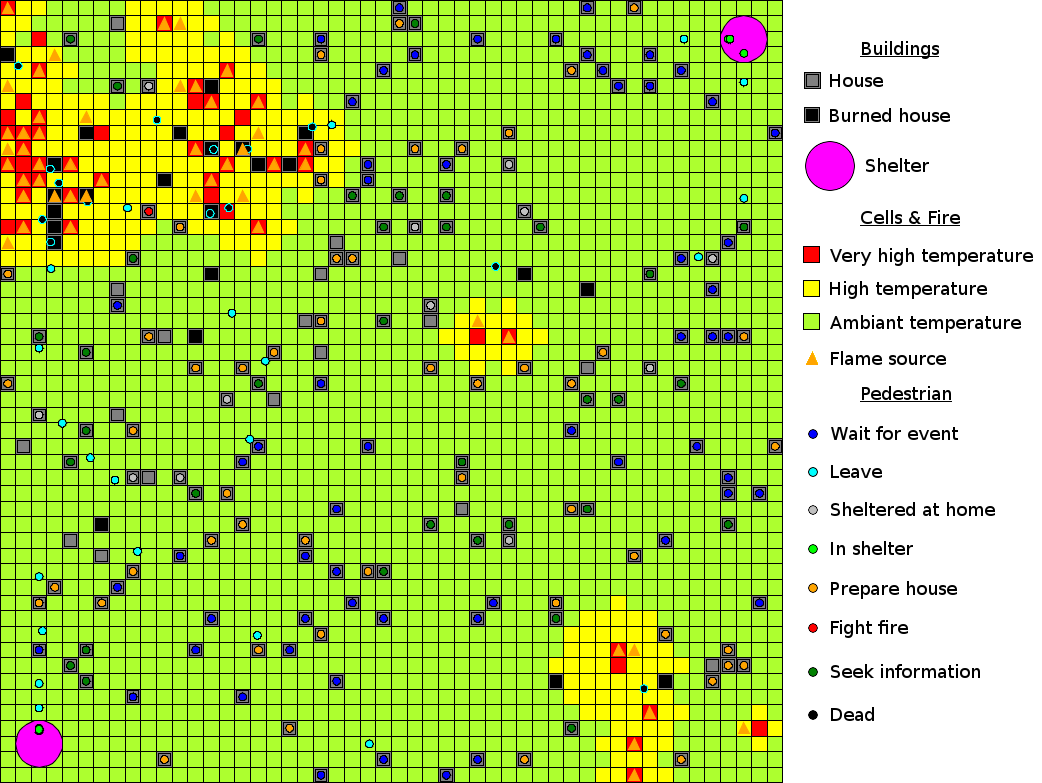 Buildings
House
Burned house
Shelter
Cells & Fire
Very high temperature
High temperature
Ambiant temperature
Flame source
Pedestrian
Wait for event
Leave
Sheltered at home
In shelter
Prepare house
Fight fire
Seek information
Dead